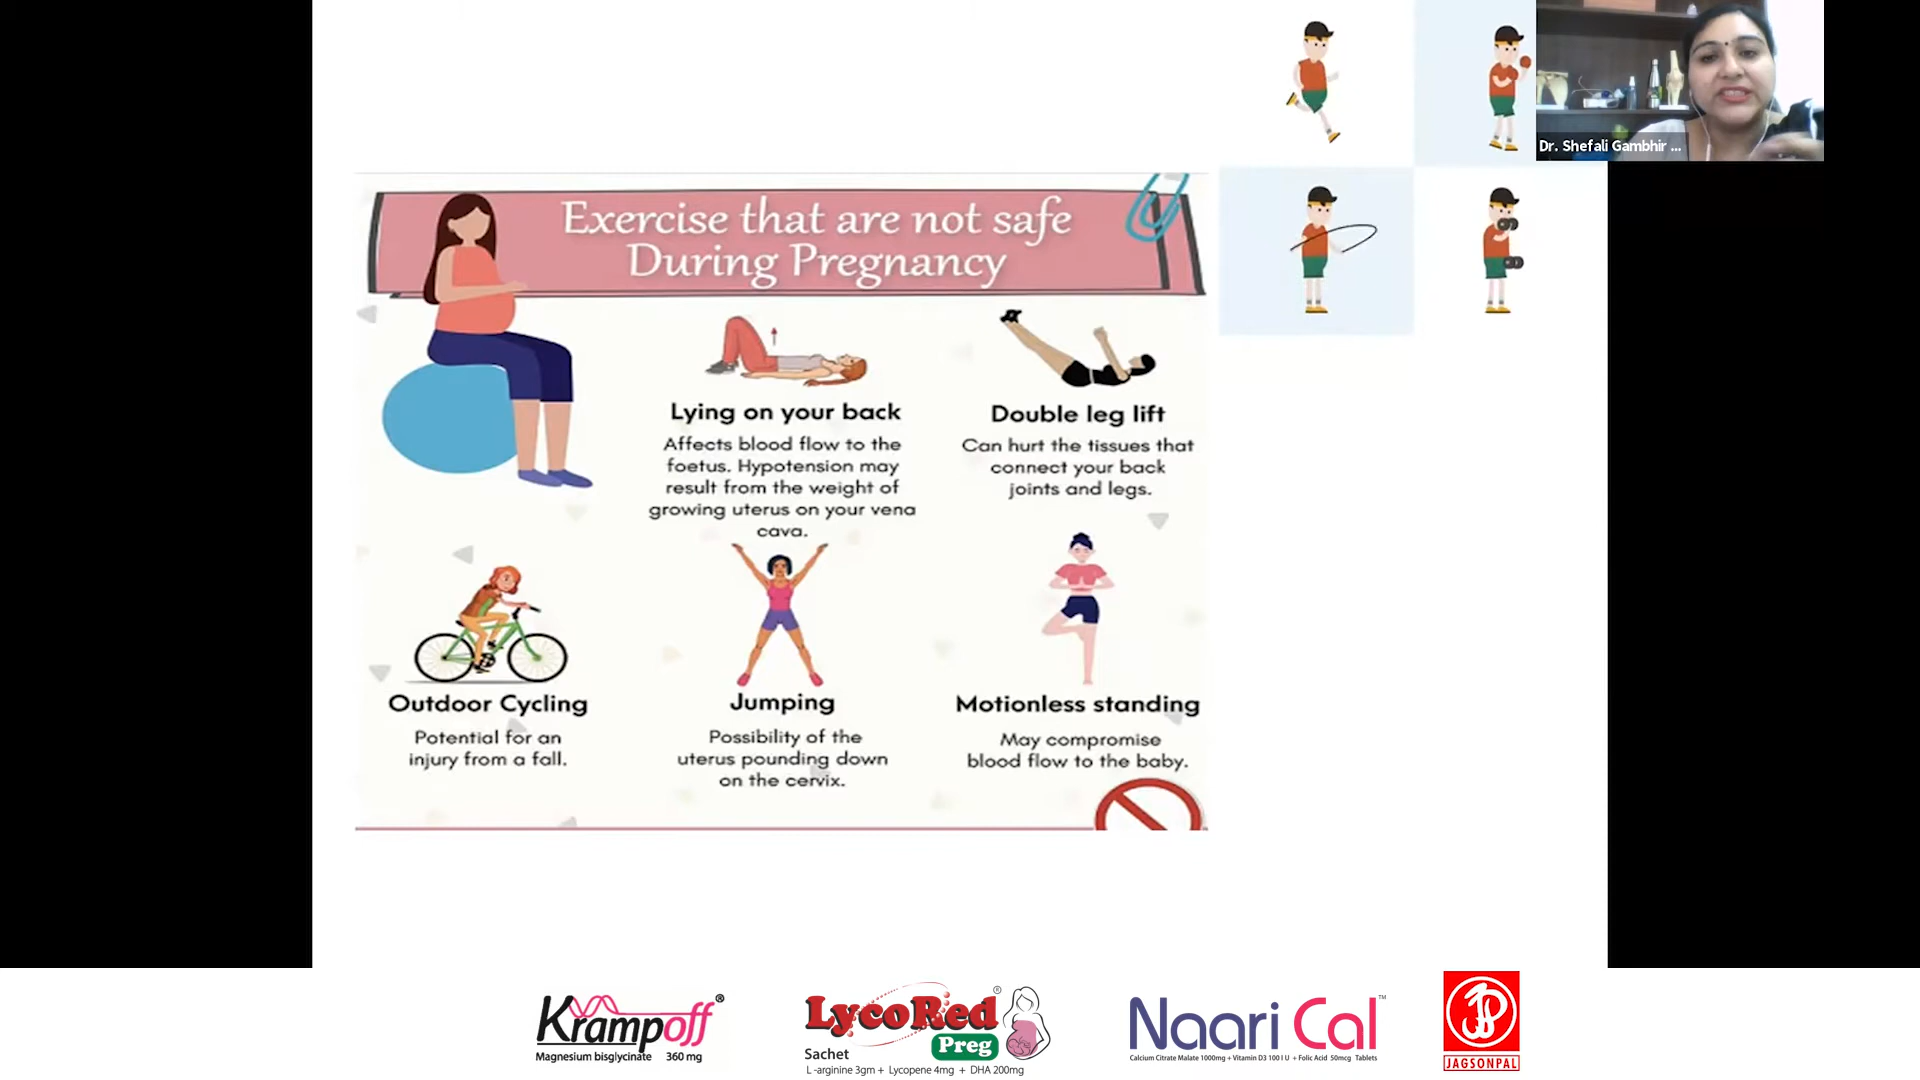 Dr. Shefali Gambhir ...
Exercise that are not safe
During Pregnancy
Lying on your back
Affects blood flow to the
foetus. Hypotension may
result from the weight of
growing uterus on your vena
cava.
Double leg lift
Can hurt the tissues that
connect your back
joints and legs.
Outdoor Cycling
Potential for an
injury from a fall.
Jumping
Possibility of the
uterus pounding down
on the cervix.
Motionless standing
May compromise
blood flow to the baby.
Krampoff®
Magnesium bisglycinate 360 mg
LycoRed®
Preg
Sachet
L-arginine 3gm + Lycopene 4mg + DHA 200mg
Naari Cal™
Calcium Citrate Malate 1000mg + Vitamin D3 100 I U + Folic Acid 50mcg Tablets
JAGSONPAL